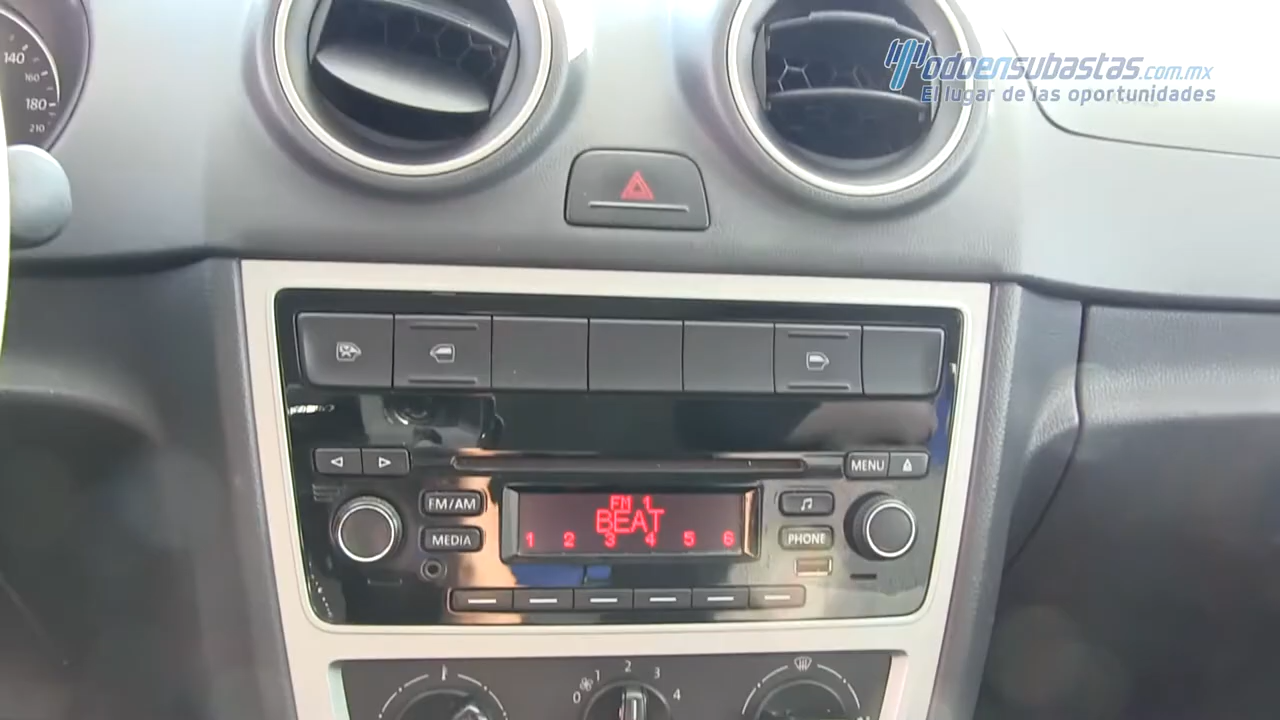 Todoensubastas.com.mx
El lugar de las oportunidades
140
160
180
210
MENU
FM/AM
FM 1
BEAT
MEDIA
1 2 3 4 5 6
PHONE
0 1 2 3 4